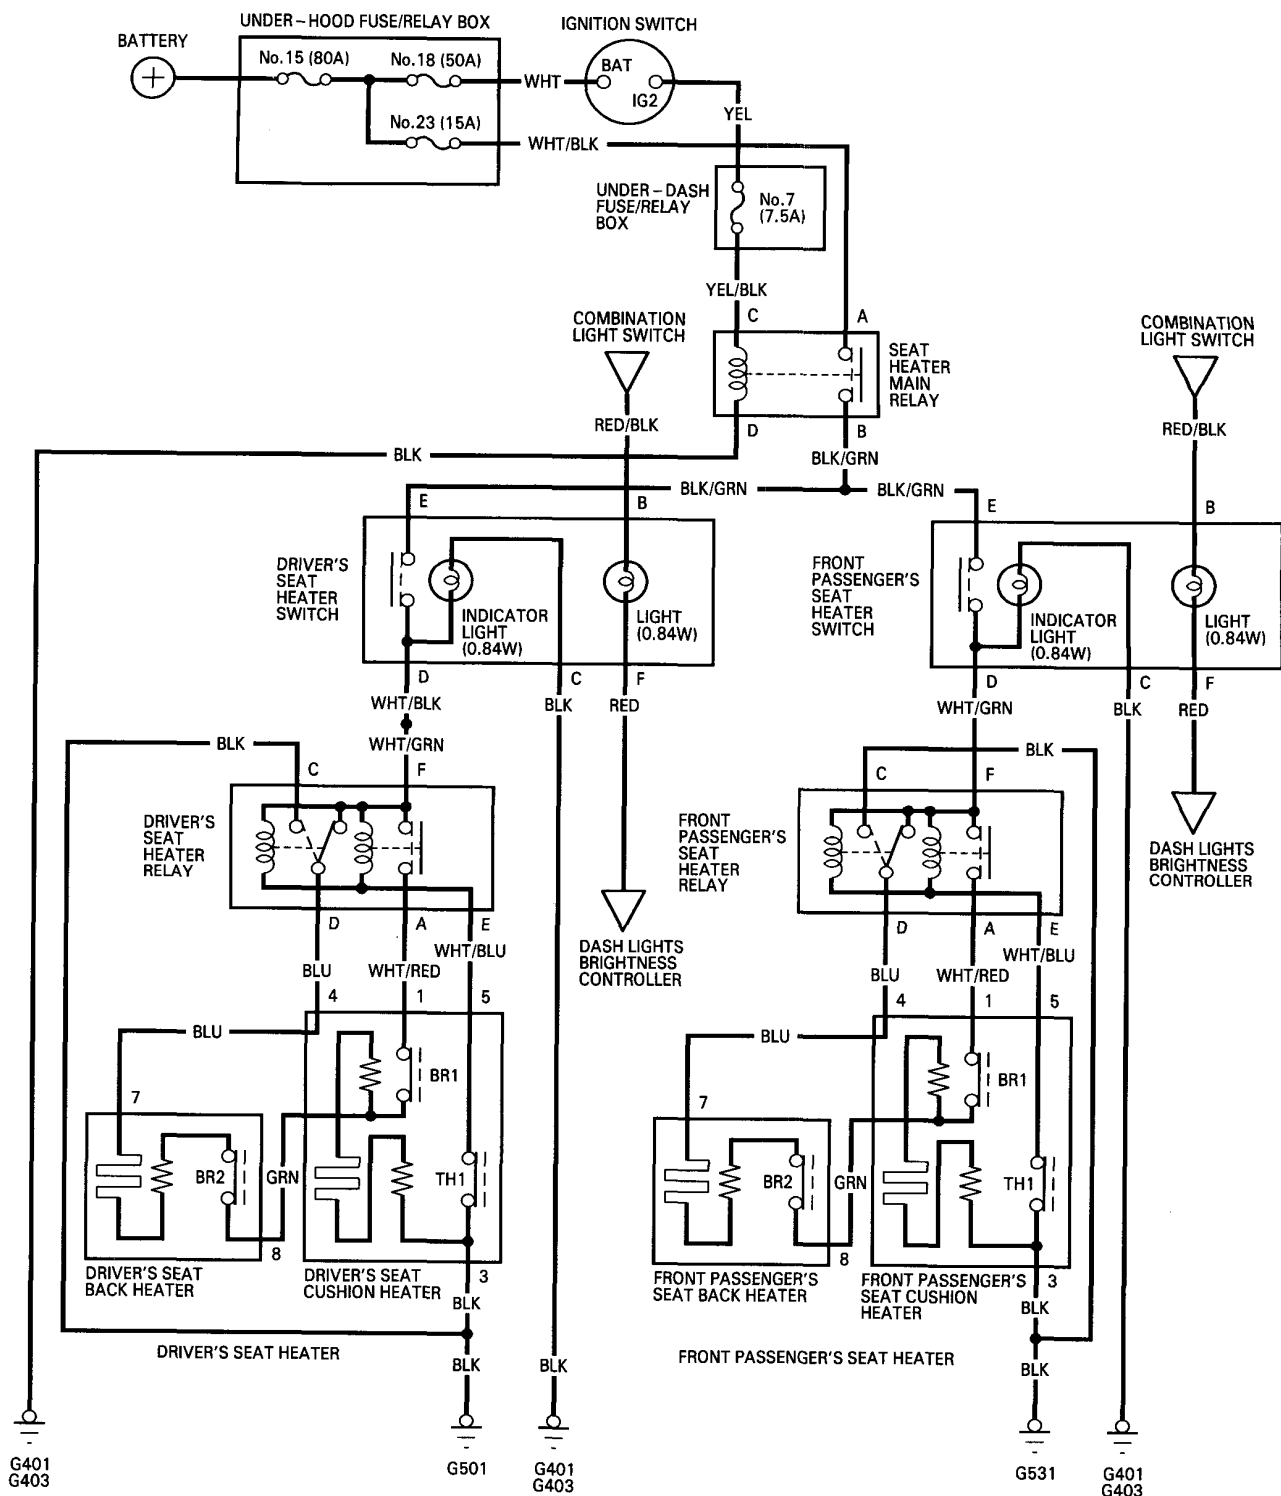 UNDER-HOOD FUSE/RELAY BOX
IGNITION SWITCH
BATTERY
No.15 (80A)
No.18 (50A)
BAT
WHT
IG2
No.23 (15A)
YEL
WHT/BLK
UNDER-DASH
FUSE/RELAY
BOX
No.7
(7.5A)
YEL/BLK
C
A
COMBINATION
LIGHT SWITCH
SEAT
HEATER
MAIN
RELAY
COMBINATION
LIGHT SWITCH
RED/BLK
D
B
RED/BLK
BLK
BLK/GRN
BLK/GRN
BLK/GRN
E
B
E
B
DRIVER'S
SEAT
HEATER
SWITCH
INDICATOR
LIGHT
(0.84W)
LIGHT
(0.84W)
FRONT
PASSENGER'S
SEAT
HEATER
SWITCH
INDICATOR
LIGHT
(0.84W)
LIGHT
(0.84W)
D
C
F
D
C
F
WHT/BLK
BLK
RED
WHT/GRN
BLK
RED
WHT/GRN
BLK
BLK
C
F
C
F
DRIVER'S
SEAT
HEATER
RELAY
FRONT
PASSENGER'S
SEAT
HEATER
RELAY
DASH LIGHTS
BRIGHTNESS
CONTROLLER
D
A
E
D
A
E
DASH LIGHTS
BRIGHTNESS
CONTROLLER
WHT/BLU
WHT/BLU
BLU
WHT/RED
BLU
WHT/RED
4
1
5
4
1
5
BLU
BLU
BR1
BR1
7
7
BR2
GRN
TH1
BR2
GRN
TH1
8
8
DRIVER'S SEAT
BACK HEATER
DRIVER'S SEAT
CUSHION HEATER
3
FRONT PASSENGER'S
SEAT BACK HEATER
FRONT PASSENGER'S
SEAT CUSHION
HEATER
3
BLK
BLK
DRIVER'S SEAT HEATER
FRONT PASSENGER'S SEAT HEATER
BLK
BLK
BLK
G401
G403
G501
G401
G403
G531
G401
G403